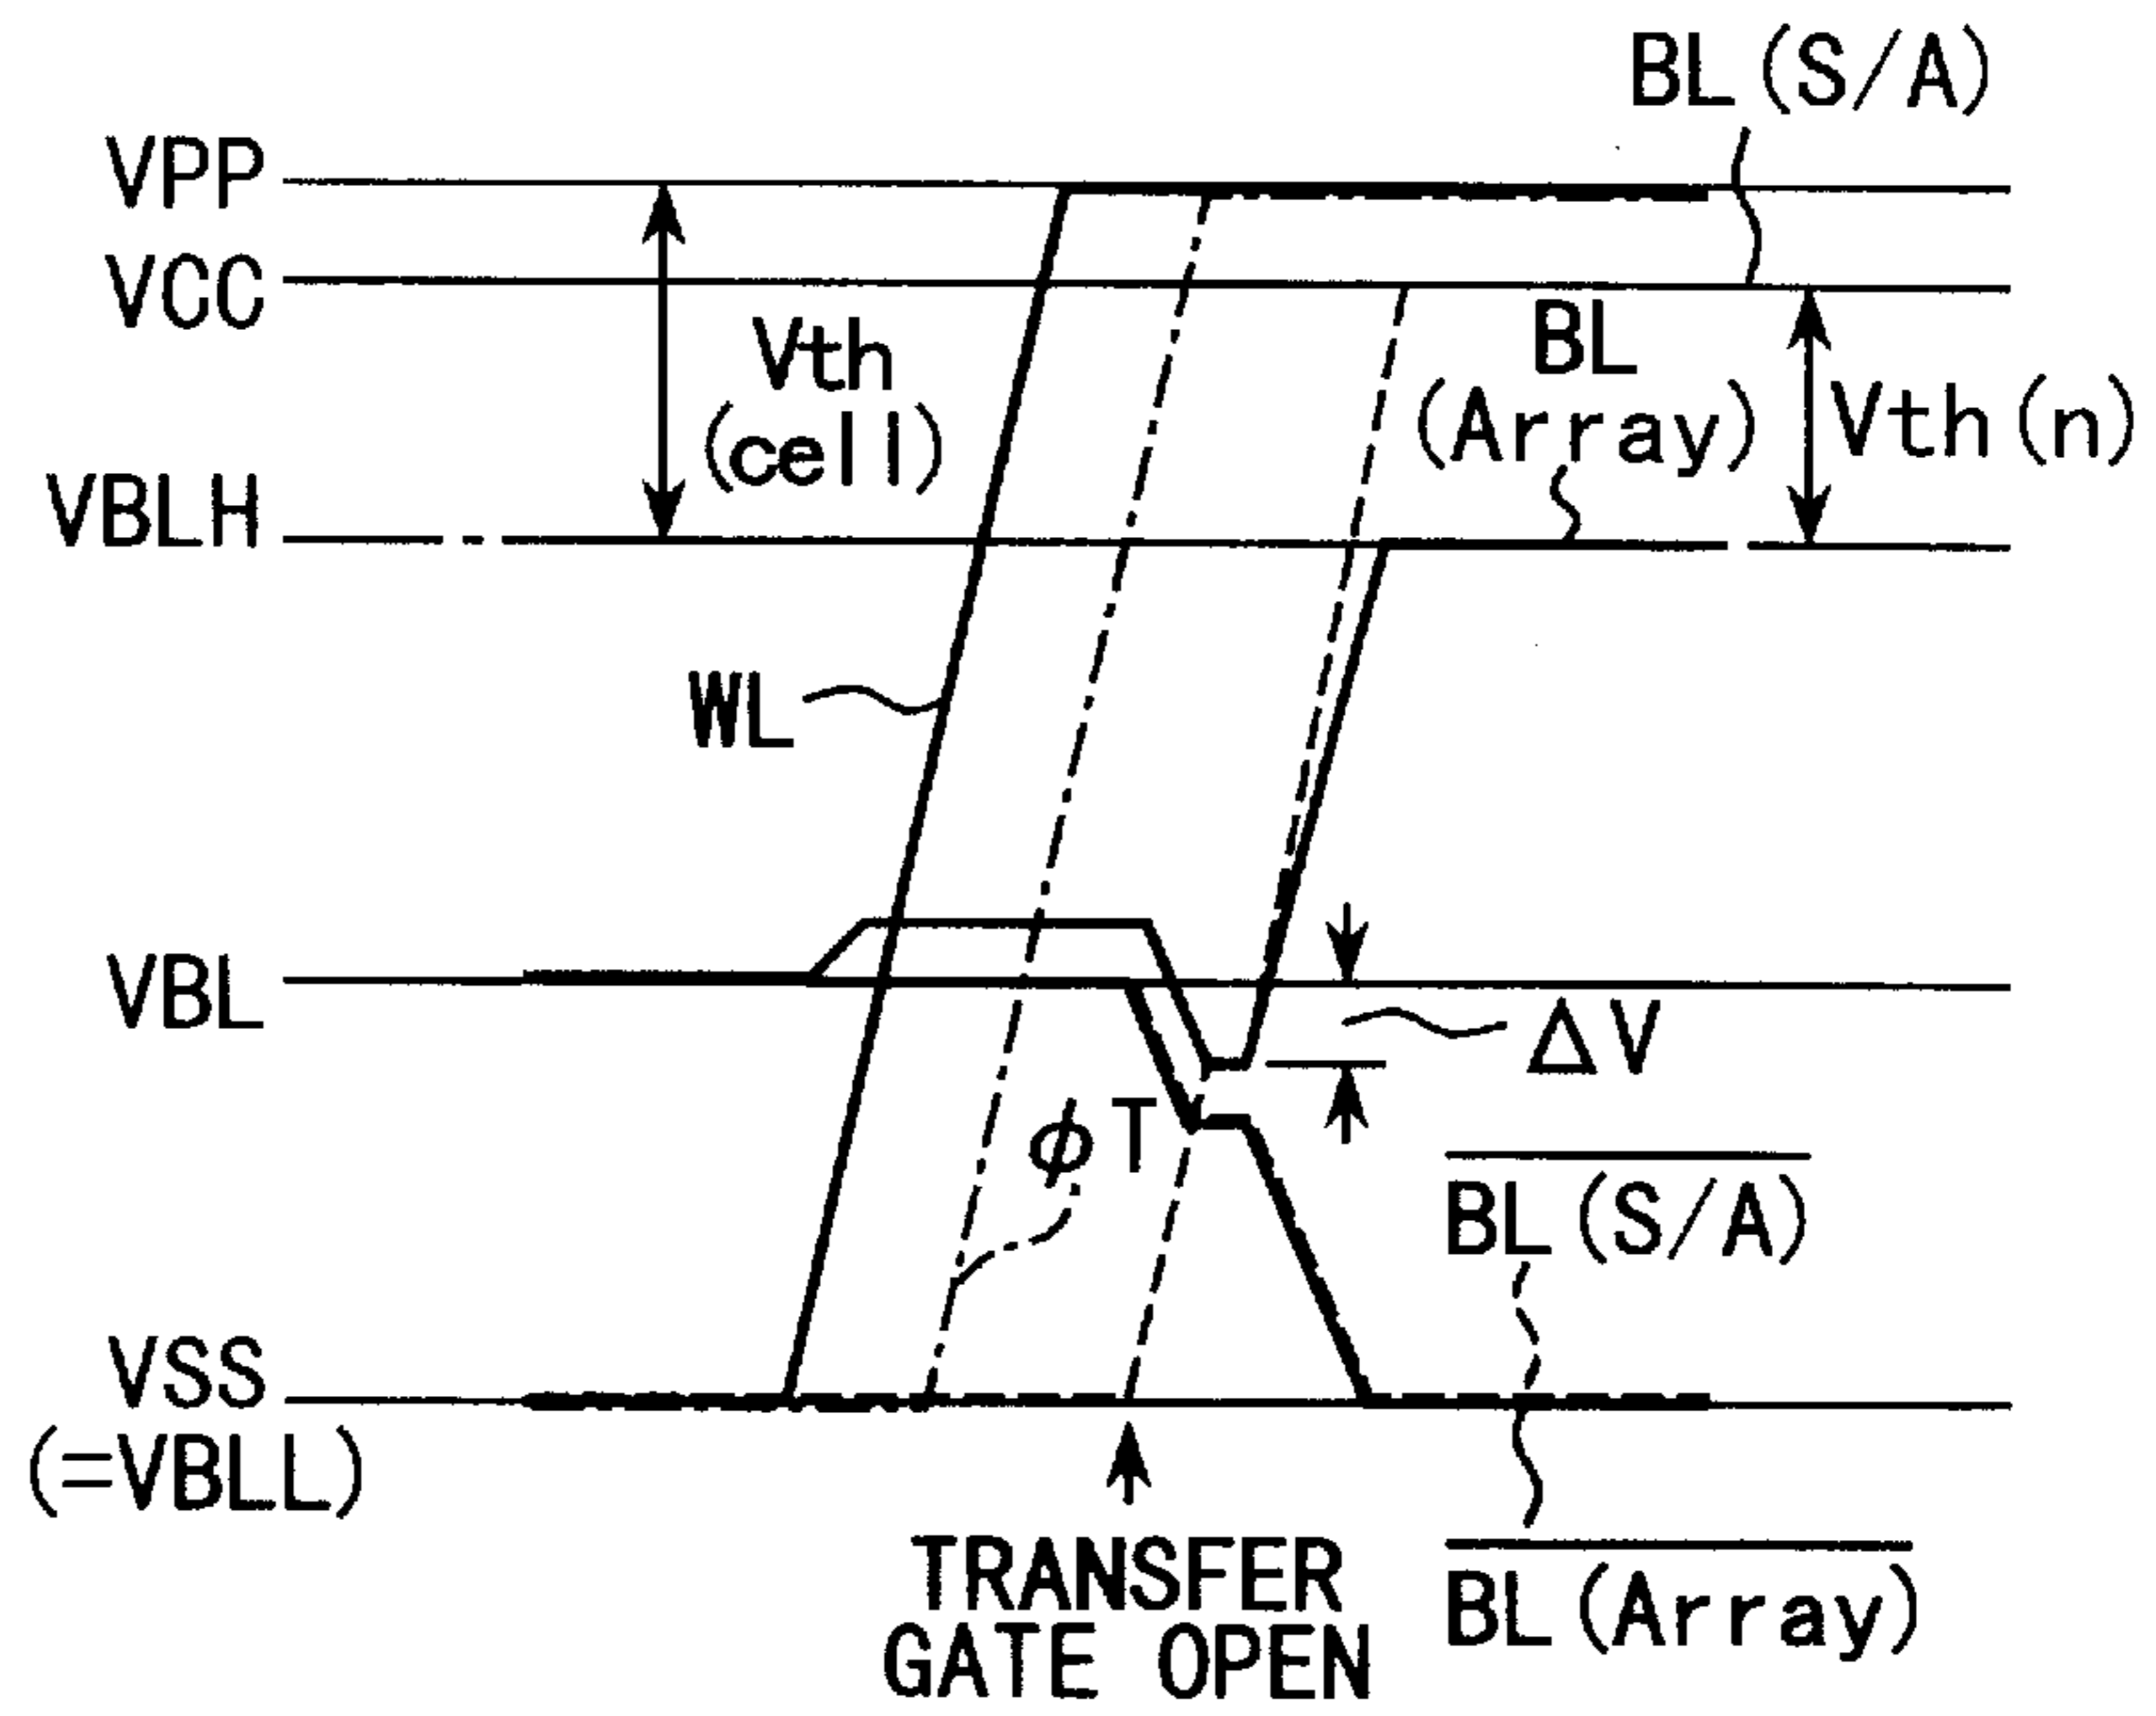 BL(S/A)
VPP
VCC
Vth
(cell)
BL
(Array)
Vth(n)
VBLH
WL
VBL
ΔV
φT
BL(S/A)
VSS
(=VBLL)
TRANSFER
GATE OPEN
BL(Array)